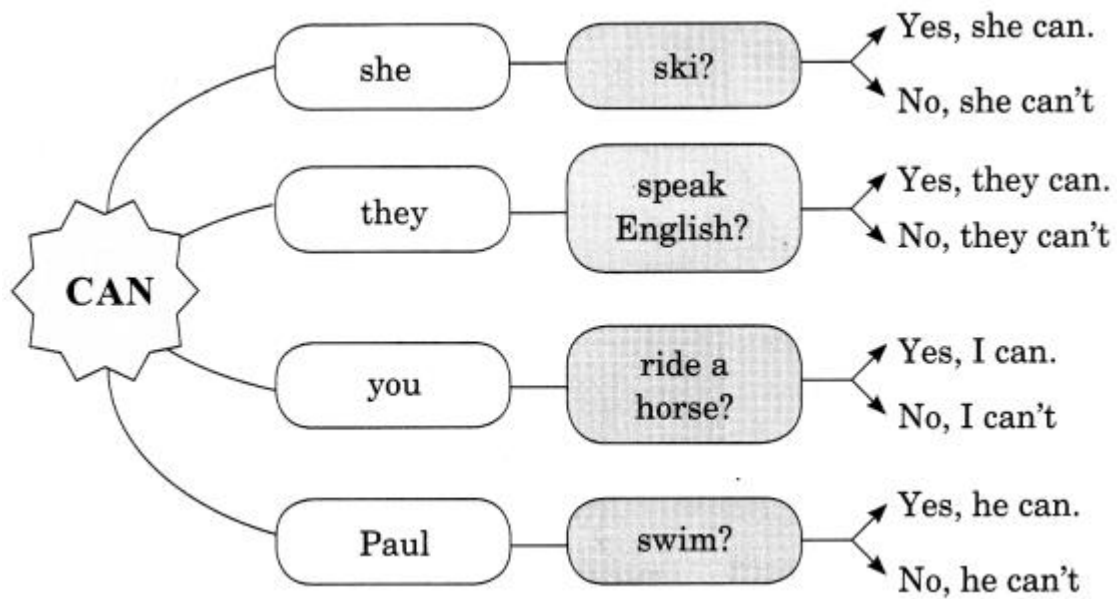 CAN
she
ski?
Yes, she can.
No, she can't
they
speak
English?
Yes, they can.
No, they can't
you
ride a
horse?
Yes, I can.
No, I can't
Paul
swim?
Yes, he can.
No, he can't